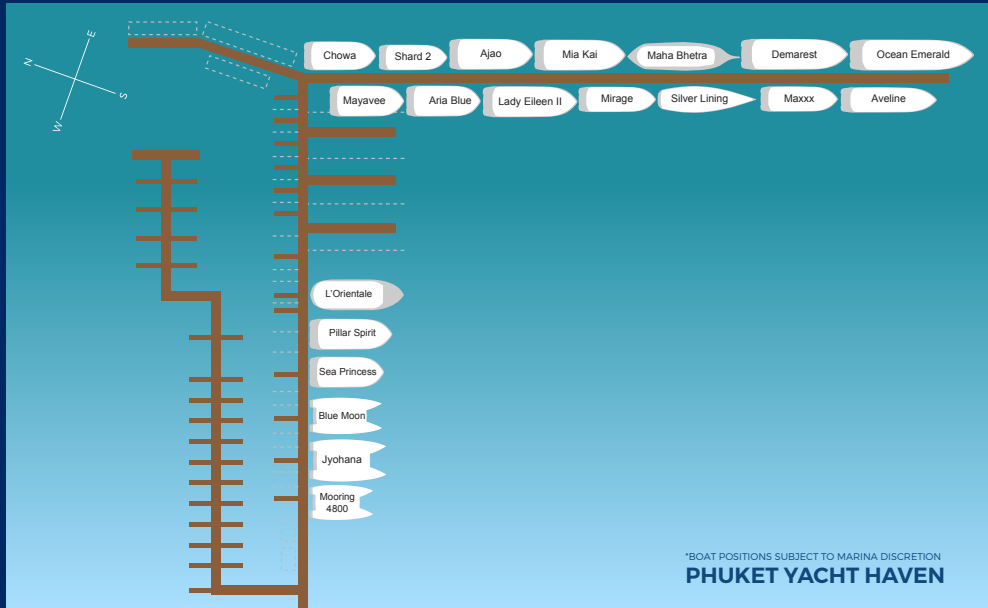 E
N
S
W
Chowa
Shard 2
Ajao
Mia Kai
Maha Bhetra
Demarest
Ocean Emerald
Mayavee
Aria Blue
Lady Eileen II
Mirage
Silver Lining
Maxxx
Aveline
L'Orientale
Pillar Spirit
Sea Princess
Blue Moon
Jyohana
Mooring
4800
*BOAT POSITIONS SUBJECT TO MARINA DISCRETION
PHUKET YACHT HAVEN